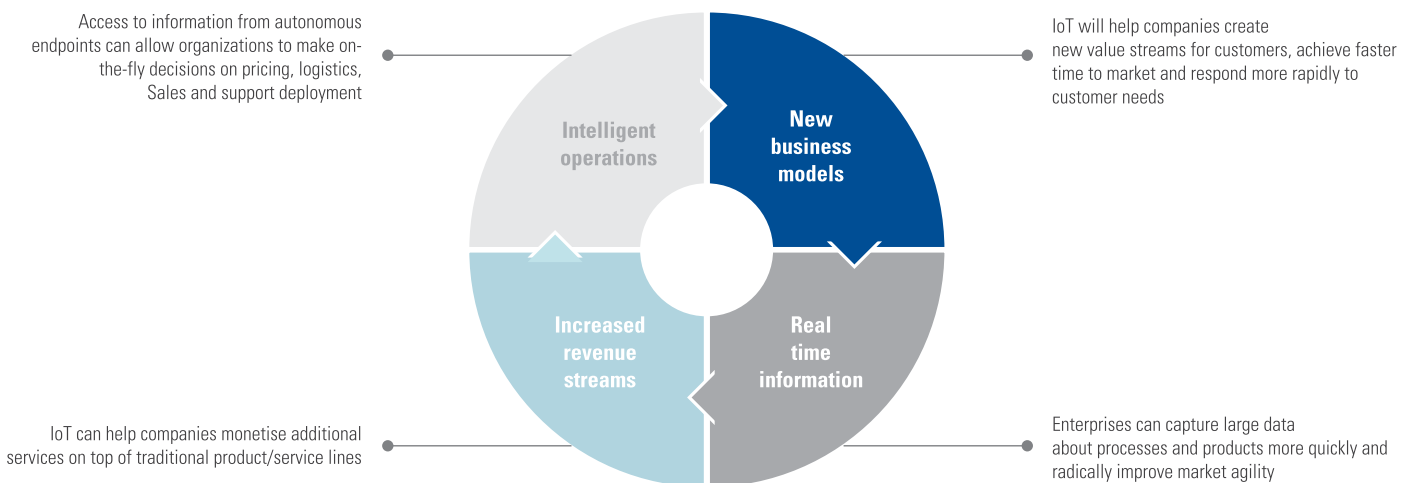 Access to information from autonomous
endpoints can allow organizations to make on-
the-fly decisions on pricing, logistics,
Sales and support deployment
IoT will help companies create
new value streams for customers, achieve faster
time to market and respond more rapidly to
customer needs
Intelligent
operations
New
business
models
Increased
revenue
streams
Real
time
information
IoT can help companies monetise additional
services on top of traditional product/service lines
Enterprises can capture large data
about processes and products more quickly and
radically improve market agility